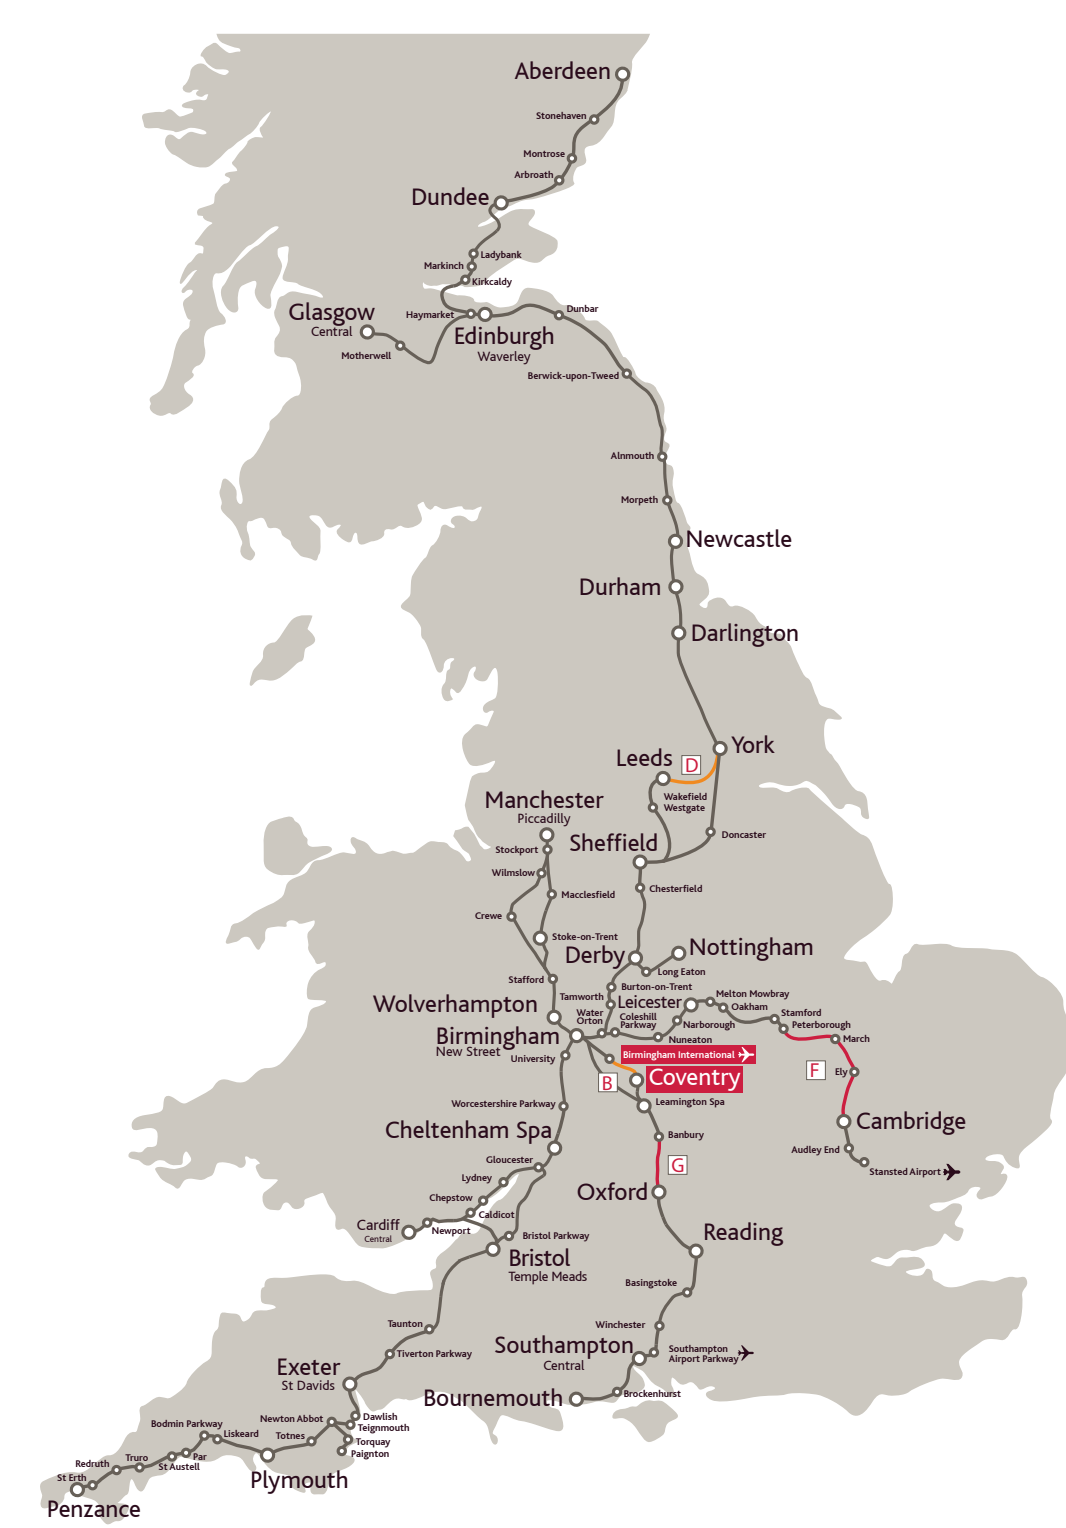 Aberdeen
Stonehaven
Montrose
Arbroath
Dundee
Ladybank
Markinch
Kirkcaldy
Glasgow
Central
Haymarket
Dunbar
Edinburgh
Waverley
Motherwell
Berwick-upon-Tweed
Alnmouth
Morpeth
Newcastle
Durham
Darlington
York
Leeds
D
Wakefield
Westgate
Manchester
Piccadilly
Doncaster
Sheffield
Stockport
Wilmslow
Chesterfield
Macclesfield
Crewe
Stoke-on-Trent
Nottingham
Derby
Long Eaton
Stafford
Burton-on-Trent
Tamworth
Melton Mowbray
Wolverhampton
Leicester
Oakham
Water
Orton
Coleshill
Parkway
Narborough
Stamford
Peterborough
Birmingham
New Street
Nuneaton
March
University
Birmingham International
B
Coventry
F
Ely
Leamington Spa
Worcestershire Parkway
Cheltenham Spa
Banbury
Cambridge
Audley End
Gloucester
G
Stansted Airport
Lydney
Oxford
Chepstow
Caldicot
Cardiff
Central
Newport
Bristol Parkway
Reading
Bristol
Temple Meads
Basingstoke
Taunton
Winchester
Southampton
Central
Southampton
Airport Parkway
Tiverton Parkway
Exeter
St Davids
Bournemouth
Brockenhurst
Newton Abbot
Dawlish
Teignmouth
Bodmin Parkway
Liskeard
Totnes
Torquay
Paignton
Truro
Par
St Austell
Redruth
St Erth
Plymouth
Penzance